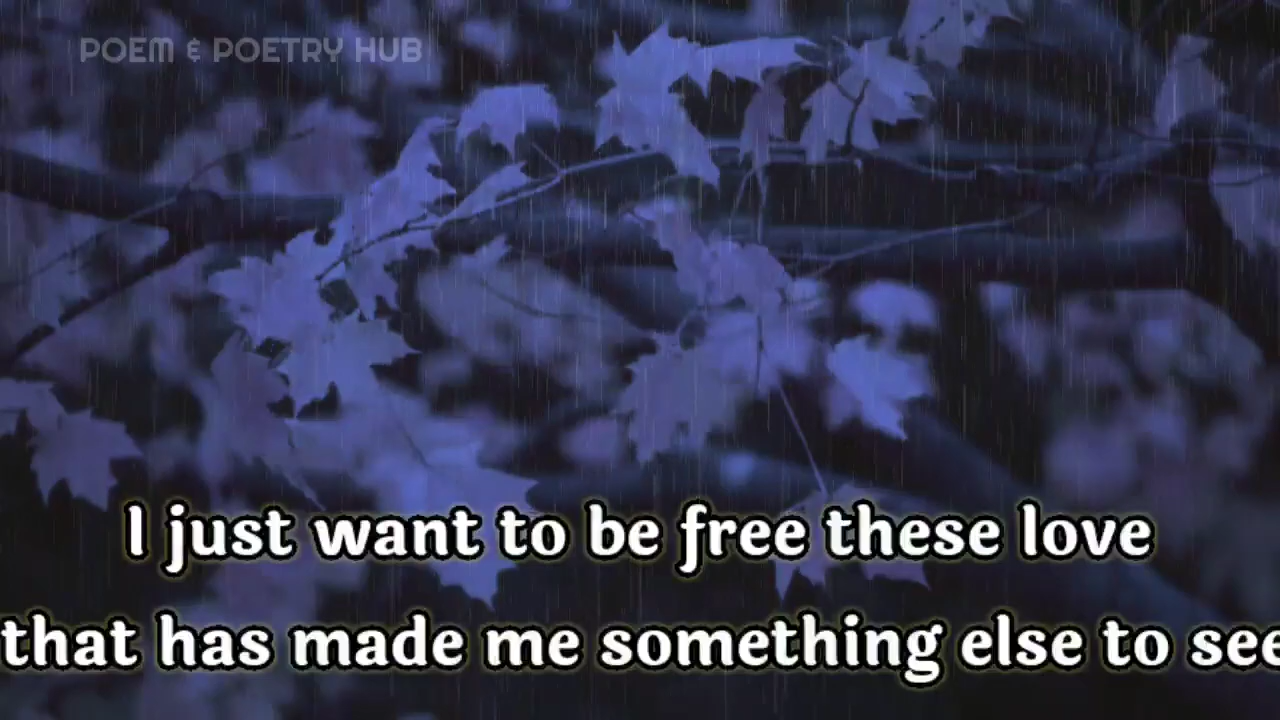 POEM & POETRY HUB
I just want to be free these love
that has made me something else to see